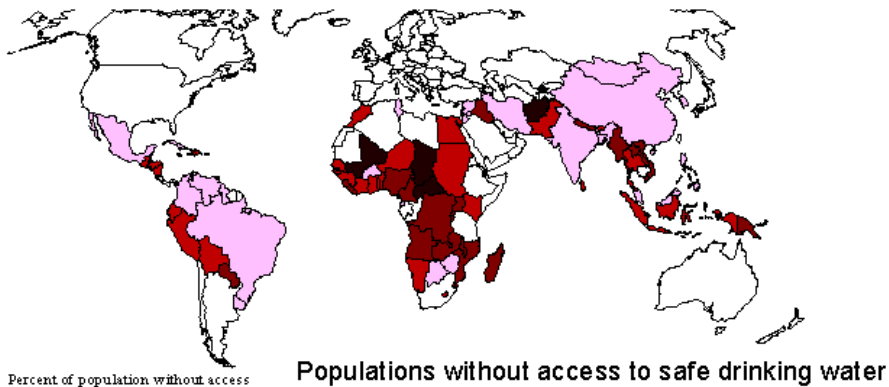 Populations without access to safe drinking water
Percent of population without access